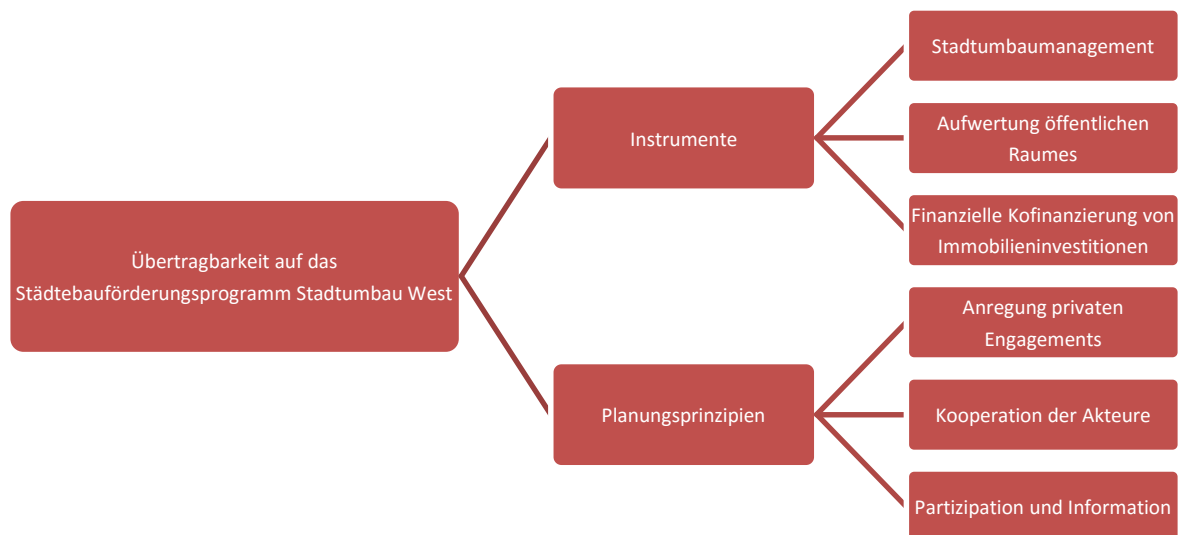 Übertragbarkeit auf das
Städtebauförderungsprogramm Stadtumbau West
Instrumente
Stadtumbaumanagement
Aufwertung öffentlichen
Raumes
Finanzielle Kofinanzierung von
Immobilieninvestitionen
Planungsprinzipien
Anregung privaten
Engagements
Kooperation der Akteure
Partizipation und Information